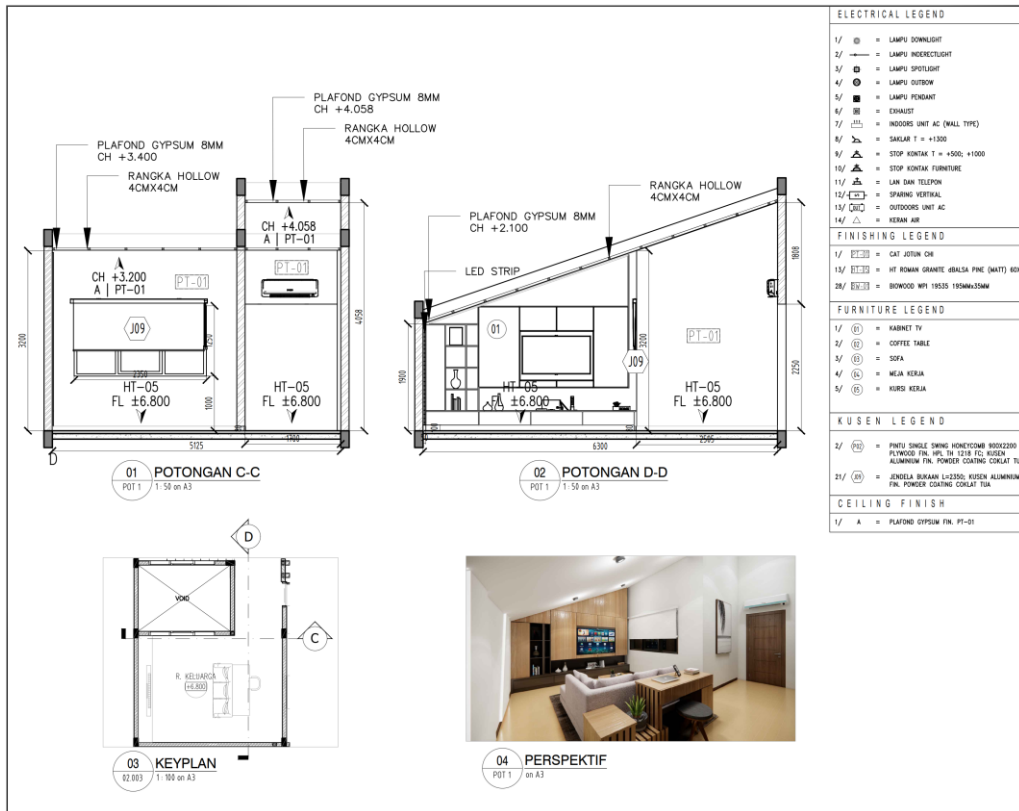 PLAFOND GYPSUM 8MM
CH +4.058
RANGKA HOLLOW
4CMX4CM
PLAFOND GYPSUM 8MM
CH +3.400
RANGKA HOLLOW
4CMX4CM
CH +4.058
A | PT-01
CH +3.200
A | PT-01
PT-01
PT-01
J09
3200
4058
1250
2350
1000
HT-05
FL ±6.800
HT-05
FL ±6.800
5125
1700
D
01
POT 1
POTONGAN C-C
1:50 on A3
RANGKA HOLLOW
4CMX4CM
PLAFOND GYPSUM 8MM
CH +2.100
LED STRIP
01
PT-01
J09
1808
3200
2250
1900
HT-05
FL ±6.800
HT-05
FL ±6.800
6300
2505
02
POT 1
POTONGAN D-D
1:50 on A3
D
VOID
C
R. KELUARGA
+6.800
03
02.003
KEYPLAN
1:100 on A3
04
POT 1
PERSPEKTIF
on A3
ELECTRICAL LEGEND
1/ = LAMPU DOWNLIGHT
2/ = LAMPU INDERECTLIGHT
3/ = LAMPU SPOTLIGHT
4/ = LAMPU OUTBOW
5/ = LAMPU PENDANT
6/ = EXHAUST
7/ = INDOORS UNIT AC (WALL TYPE)
8/ = SAKLAR T = +1300
9/ = STOP KONTAK T = +500; +1000
10/ = STOP KONTAK FURNITURE
11/ = LAN DAN TELEPON
12/ = SPARING VERTIKAL
13/ OUT = OUTDOORS UNIT AC
14/ = KERAN AIR
FINISHING LEGEND
1/ PT-01 = CAT JOTUN CHI
13/ HT-05 = HT ROMAN GRANITE dBALSA PINE (MATT) 60X
28/ = BIOWOOD WPI 19535 195MMx35MM
FURNITURE LEGEND
1/ 01 = KABINET TV
2/ 02 = COFFEE TABLE
3/ 03 = SOFA
4/ 04 = MEJA KERJA
5/ 05 = KURSI KERJA
KUSEN LEGEND
2/ P02 = PINTU SINGLE SWING HONEYCOMB 900X2200
PLYWOOD FIN. HPL TH 1218 FC; KUSEN
ALUMINIUM FIN. POWDER COATING COKLAT TU
21/ J09 = JENDELA BUKAAN L=2350; KUSEN ALUMINIUM
FIN. POWDER COATING COKLAT TUA
CEILING FINISH
1/ A = PLAFOND GYPSUM FIN. PT-01